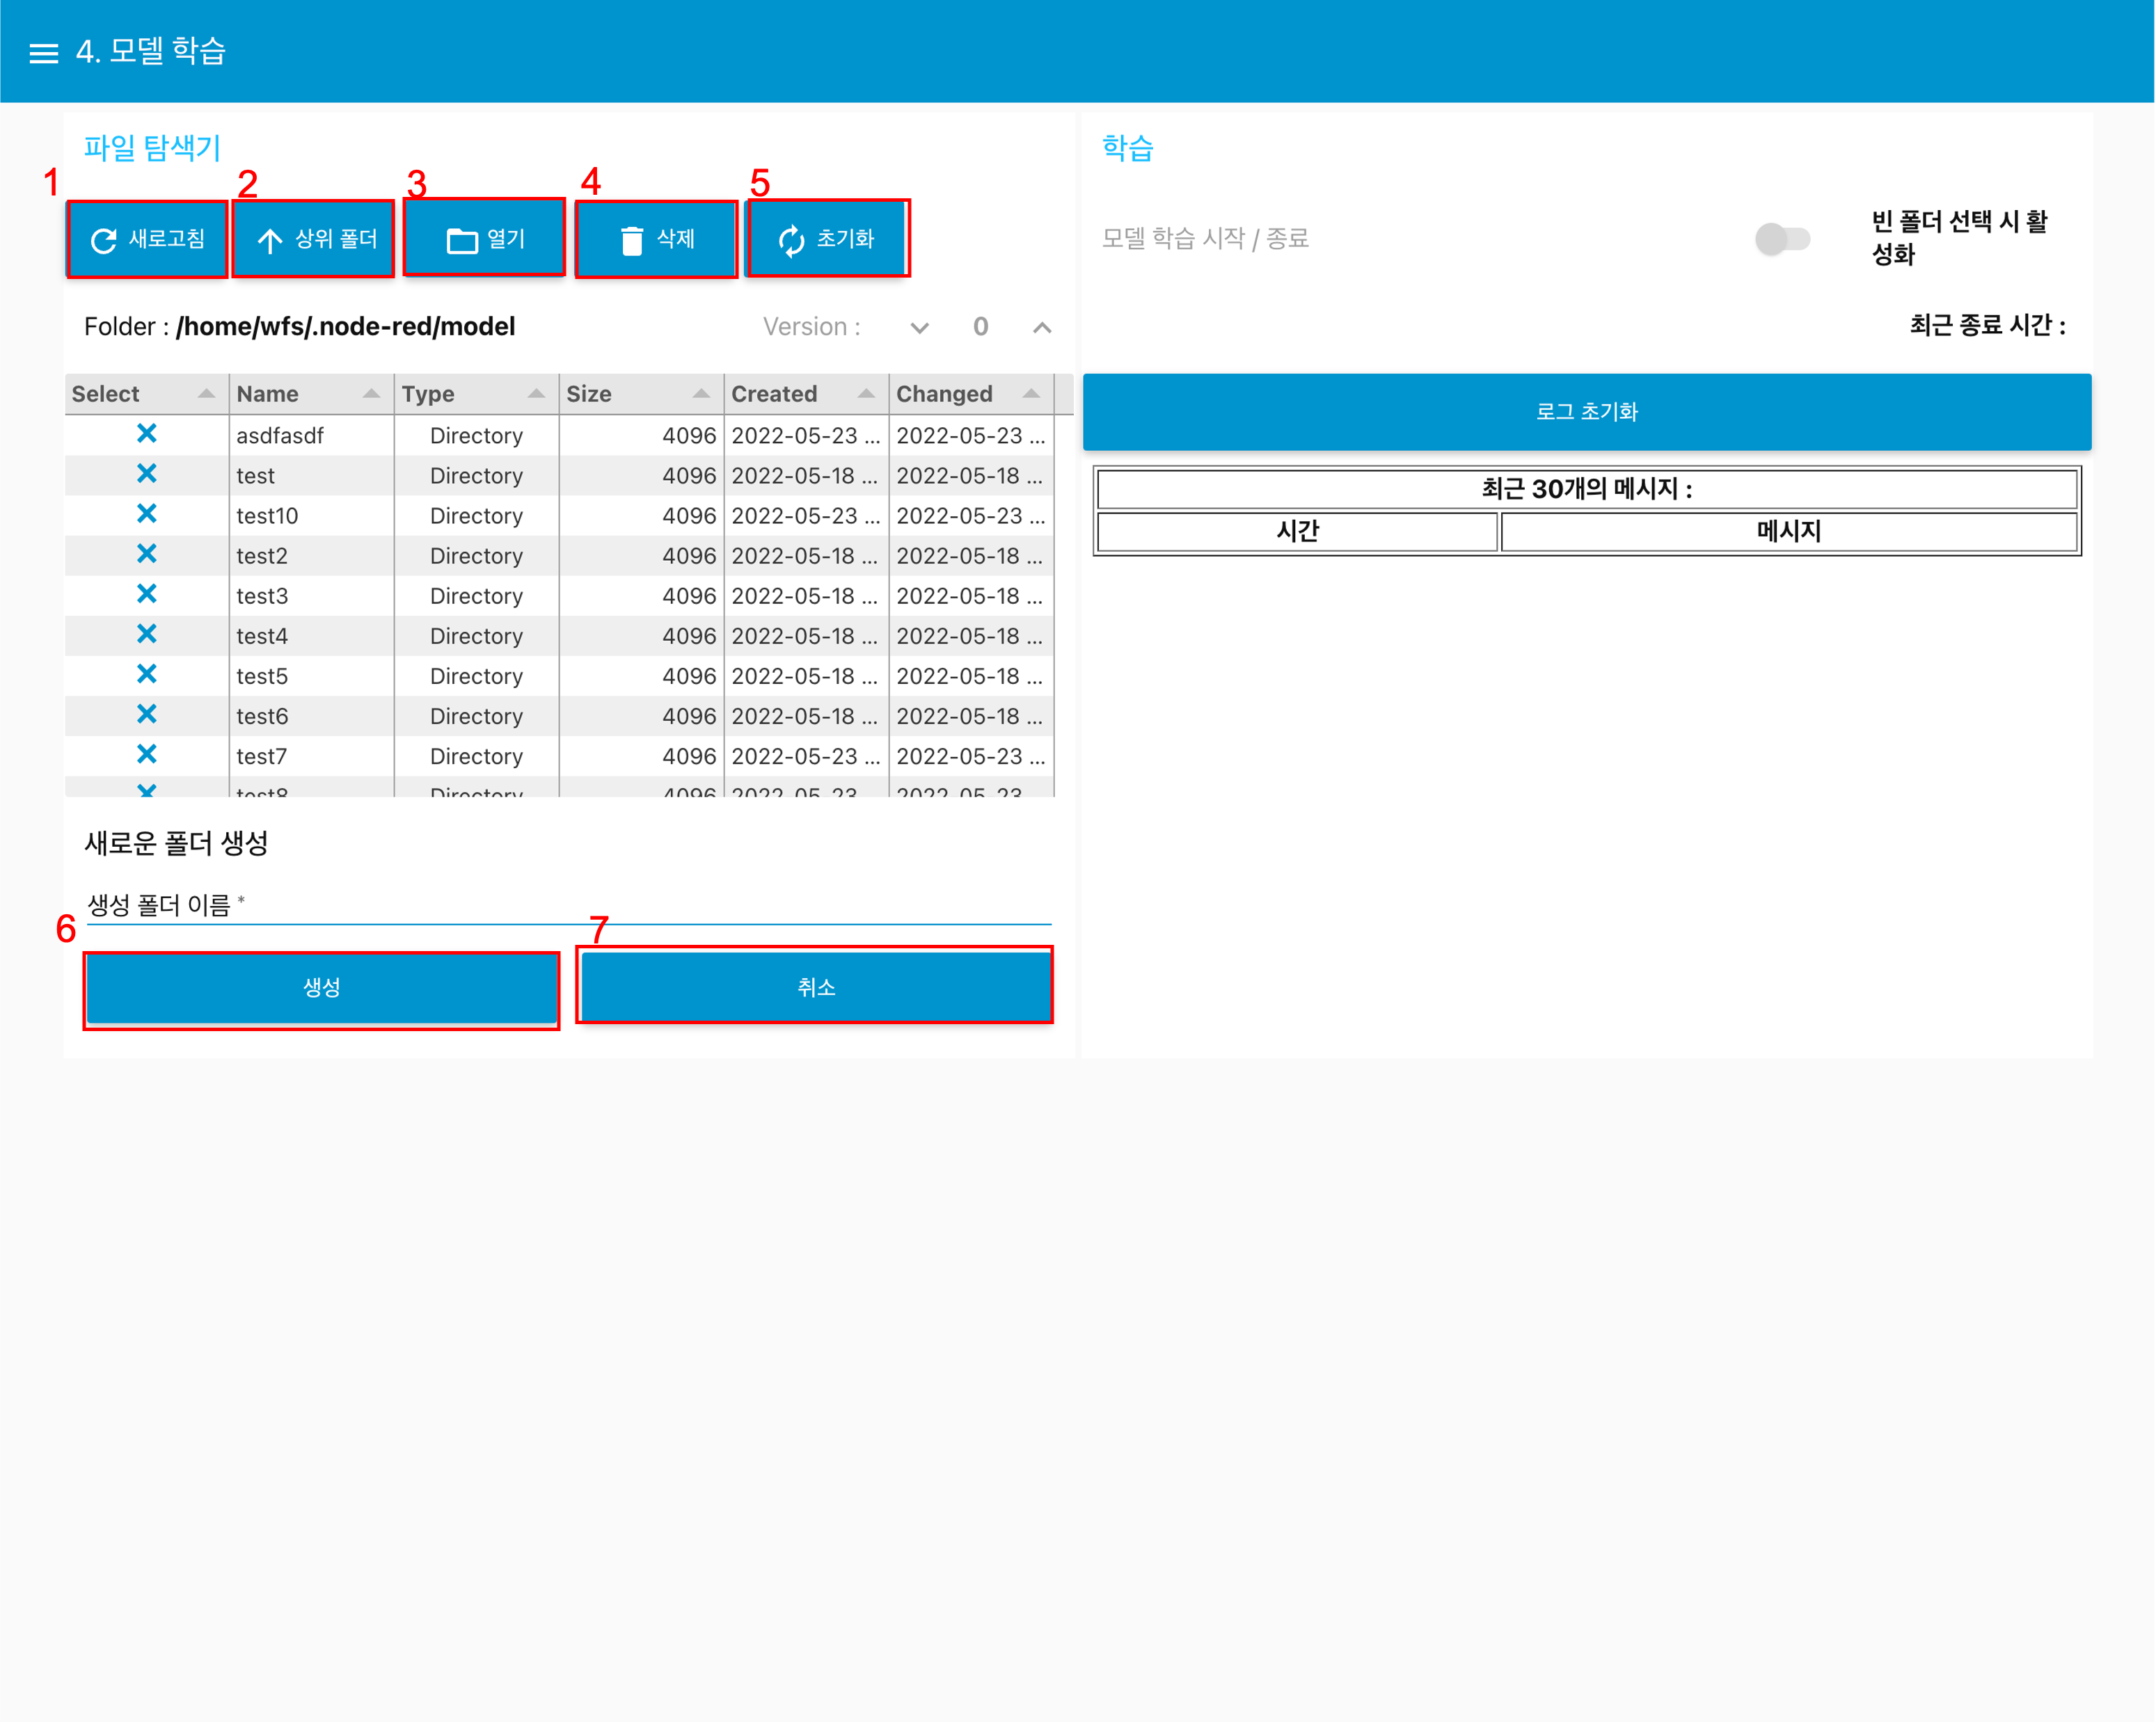 4. 모델 학습
파일 탐색기
1 2 3 4 5
새로고침 상위 폴더 열기 삭제 초기화
Folder : /home/wfs/.node-red/model Version : 0
Select Name Type Size Created Changed
asdfasdf Directory 4096 2022-05-23 ... 2022-05-23 ...
test Directory 4096 2022-05-18 ... 2022-05-18 ...
test10 Directory 4096 2022-05-23 ... 2022-05-23 ...
test2 Directory 4096 2022-05-18 ... 2022-05-18 ...
test3 Directory 4096 2022-05-18 ... 2022-05-18 ...
test4 Directory 4096 2022-05-18 ... 2022-05-18 ...
test5 Directory 4096 2022-05-18 ... 2022-05-18 ...
test6 Directory 4096 2022-05-18 ... 2022-05-18 ...
test7 Directory 4096 2022-05-23 ... 2022-05-23 ...
test8 Directory 4096 2022-05-23 2022-05-23
새로운 폴더 생성
생성 폴더 이름 *
6 7
생성 취소
학습
모델 학습 시작 / 종료
빈 폴더 선택 시 활
성화
최근 종료 시간 :
로그 초기화
최근 30개의 메시지 :
시간 메시지